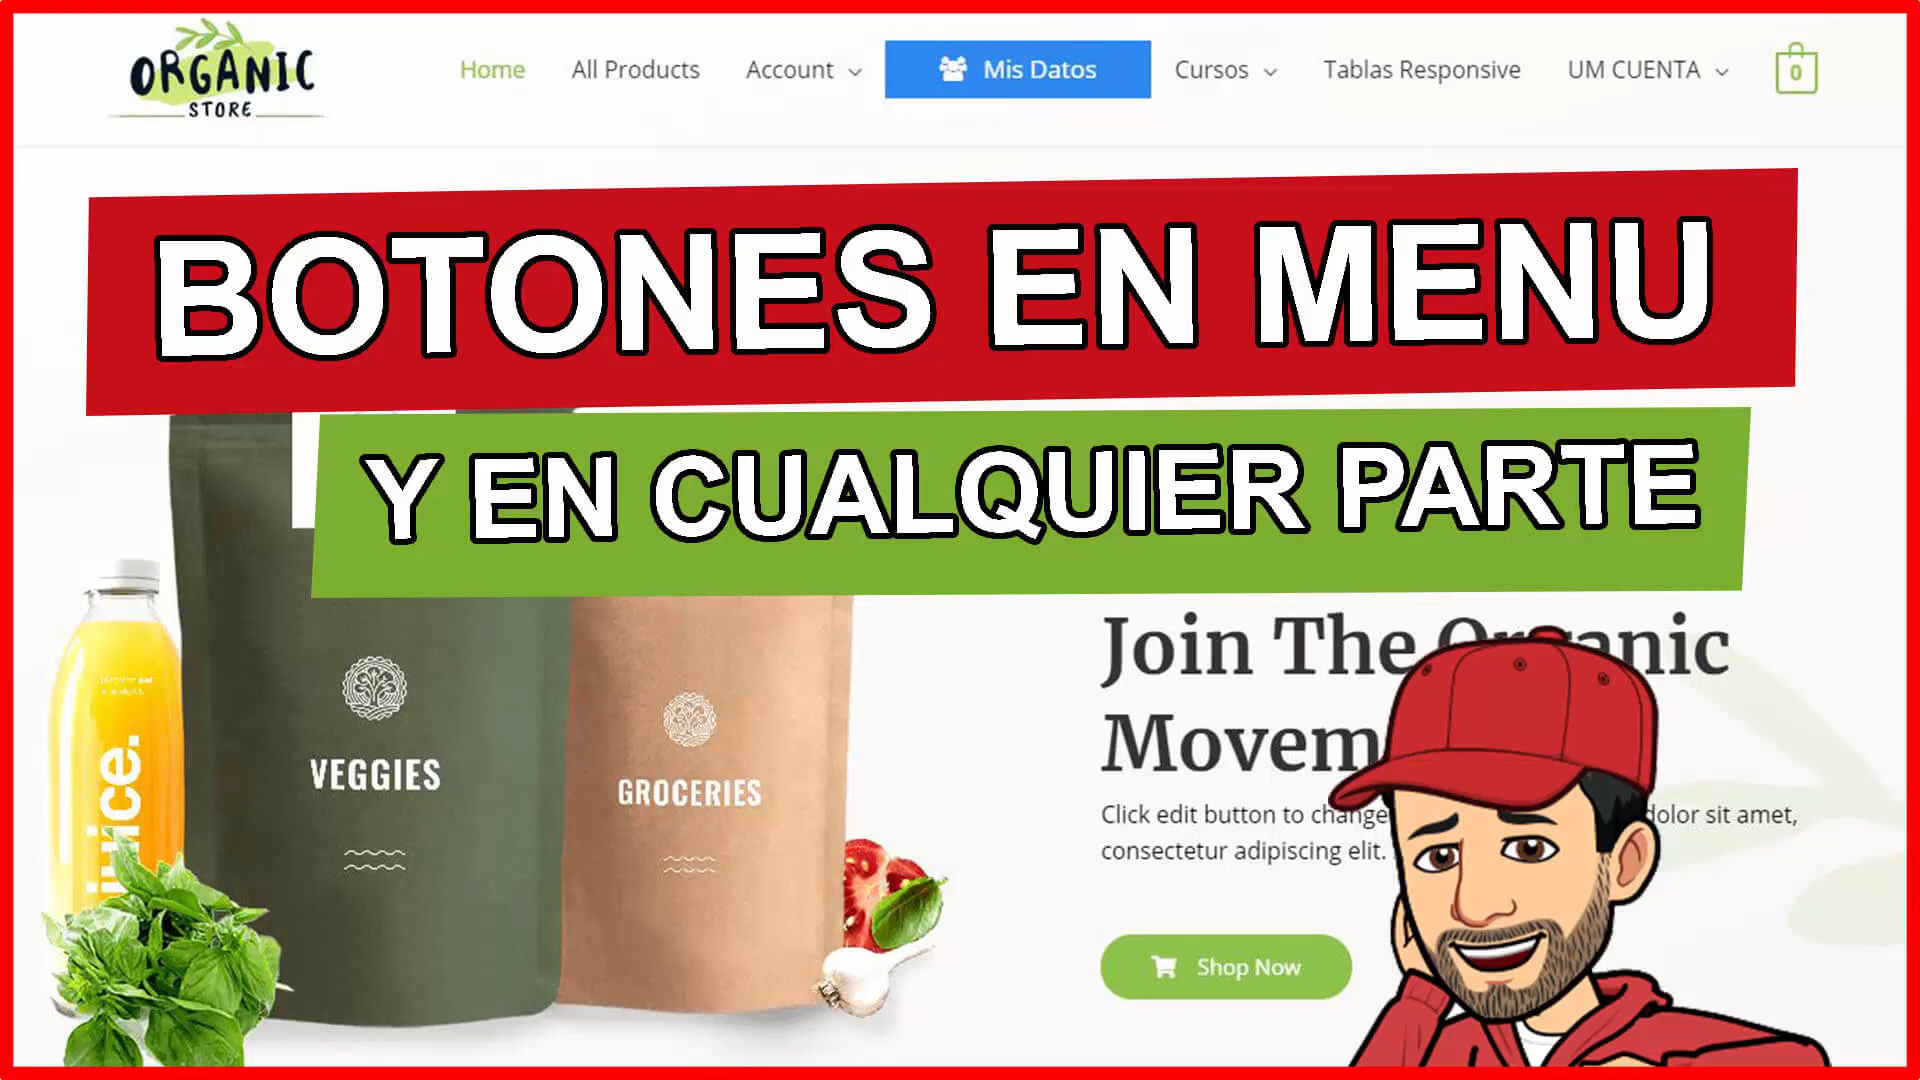 ORGANIC
STORE
Home
All Products
Account
Mis Datos
Cursos
Tablas Responsive
UM CUENTA
0
BOTONES EN MENU
Y EN CUALQUIER PARTE
Join The Organic
Movem
Click edit button to change dolor sit amet,
consectetur adipiscing elit.
Shop Now
juice.
VEGGIES
GROCERIES